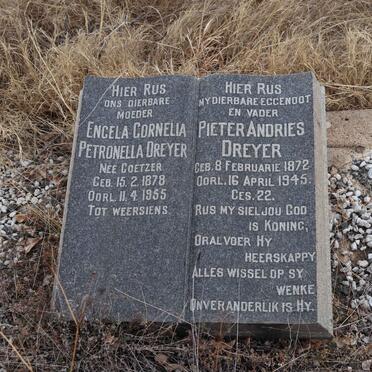 HIER RUS
ONS DIERBARE
MOEDER
ENGELA CORNELIA
PETRONELLA DREYER
NEE COETZER
GEB. 15. 2. 1878
OORL. 11. 4. 1955
TOT WEERSIENS.
HIER RUS
MY DIERBARE EGGENOOT
EN VADER
PIETER ANDRIES
DREYER
GEB. 8 FEBRUARIE 1872
OORL. 16 APRIL 1945.
GES. 22.
RUS MY SIEL, JOU GOD
IS KONING,
ORAL VOER HY
HEERSKAPPY
ALLES WISSEL OP SY
WENKE
ONVERANDERLIK IS HY.